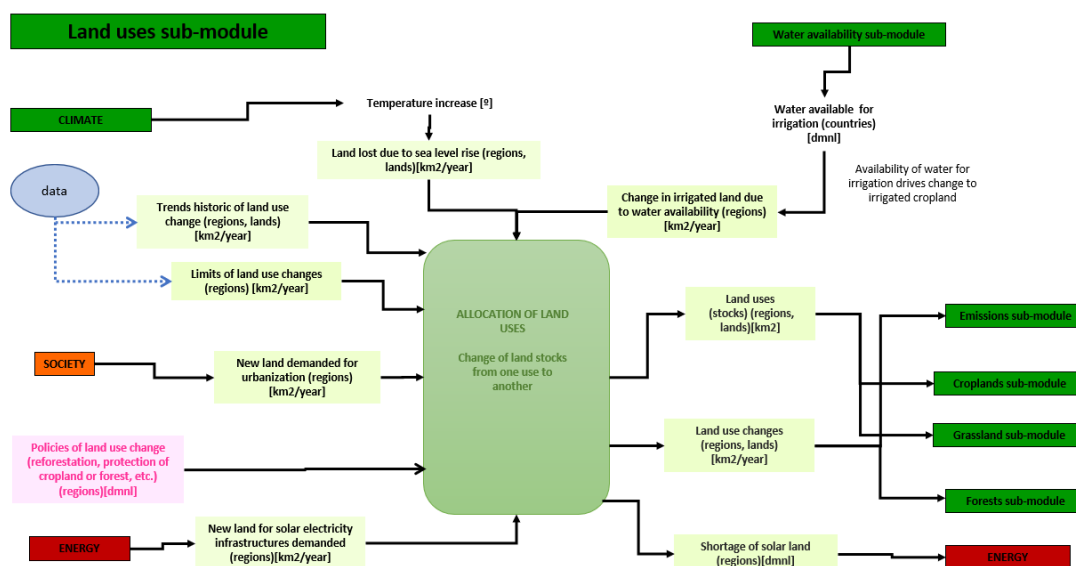 Land uses sub-module
Water availability sub-module
CLIMATE
Temperature increase [º]
Water available for
irrigation (countries)
[dmnl]
Land lost due to sea level rise (regions,
lands)[km2/year]
Availability of water for
irrigation drives change to
irrigated cropland
data
Trends historic of land use
change (regions, lands)
[km2/year]
Change in irrigated land due
to water availability (regions)
[km2/year]
Limits of land use changes
(regions) [km2/year]
ALLOCATION OF LAND
USES
Change of land stocks
from one use to
another
Land uses
(stocks) (regions,
lands)[km2]
Emissions sub-module
SOCIETY
New land demanded for
urbanization (regions)
[km2/year]
Croplands sub-module
Land use changes
(regions, lands)
[km2/year]
Grassland sub-module
Policies of land use change
(reforestation, protection of
cropland or forest, etc.)
(regions)[dmnl]
Forests sub-module
ENERGY
New land for solar electricity
infrastructures demanded
(regions)[km2/year]
Shortage of solar land
(regions)[dmnl]
ENERGY